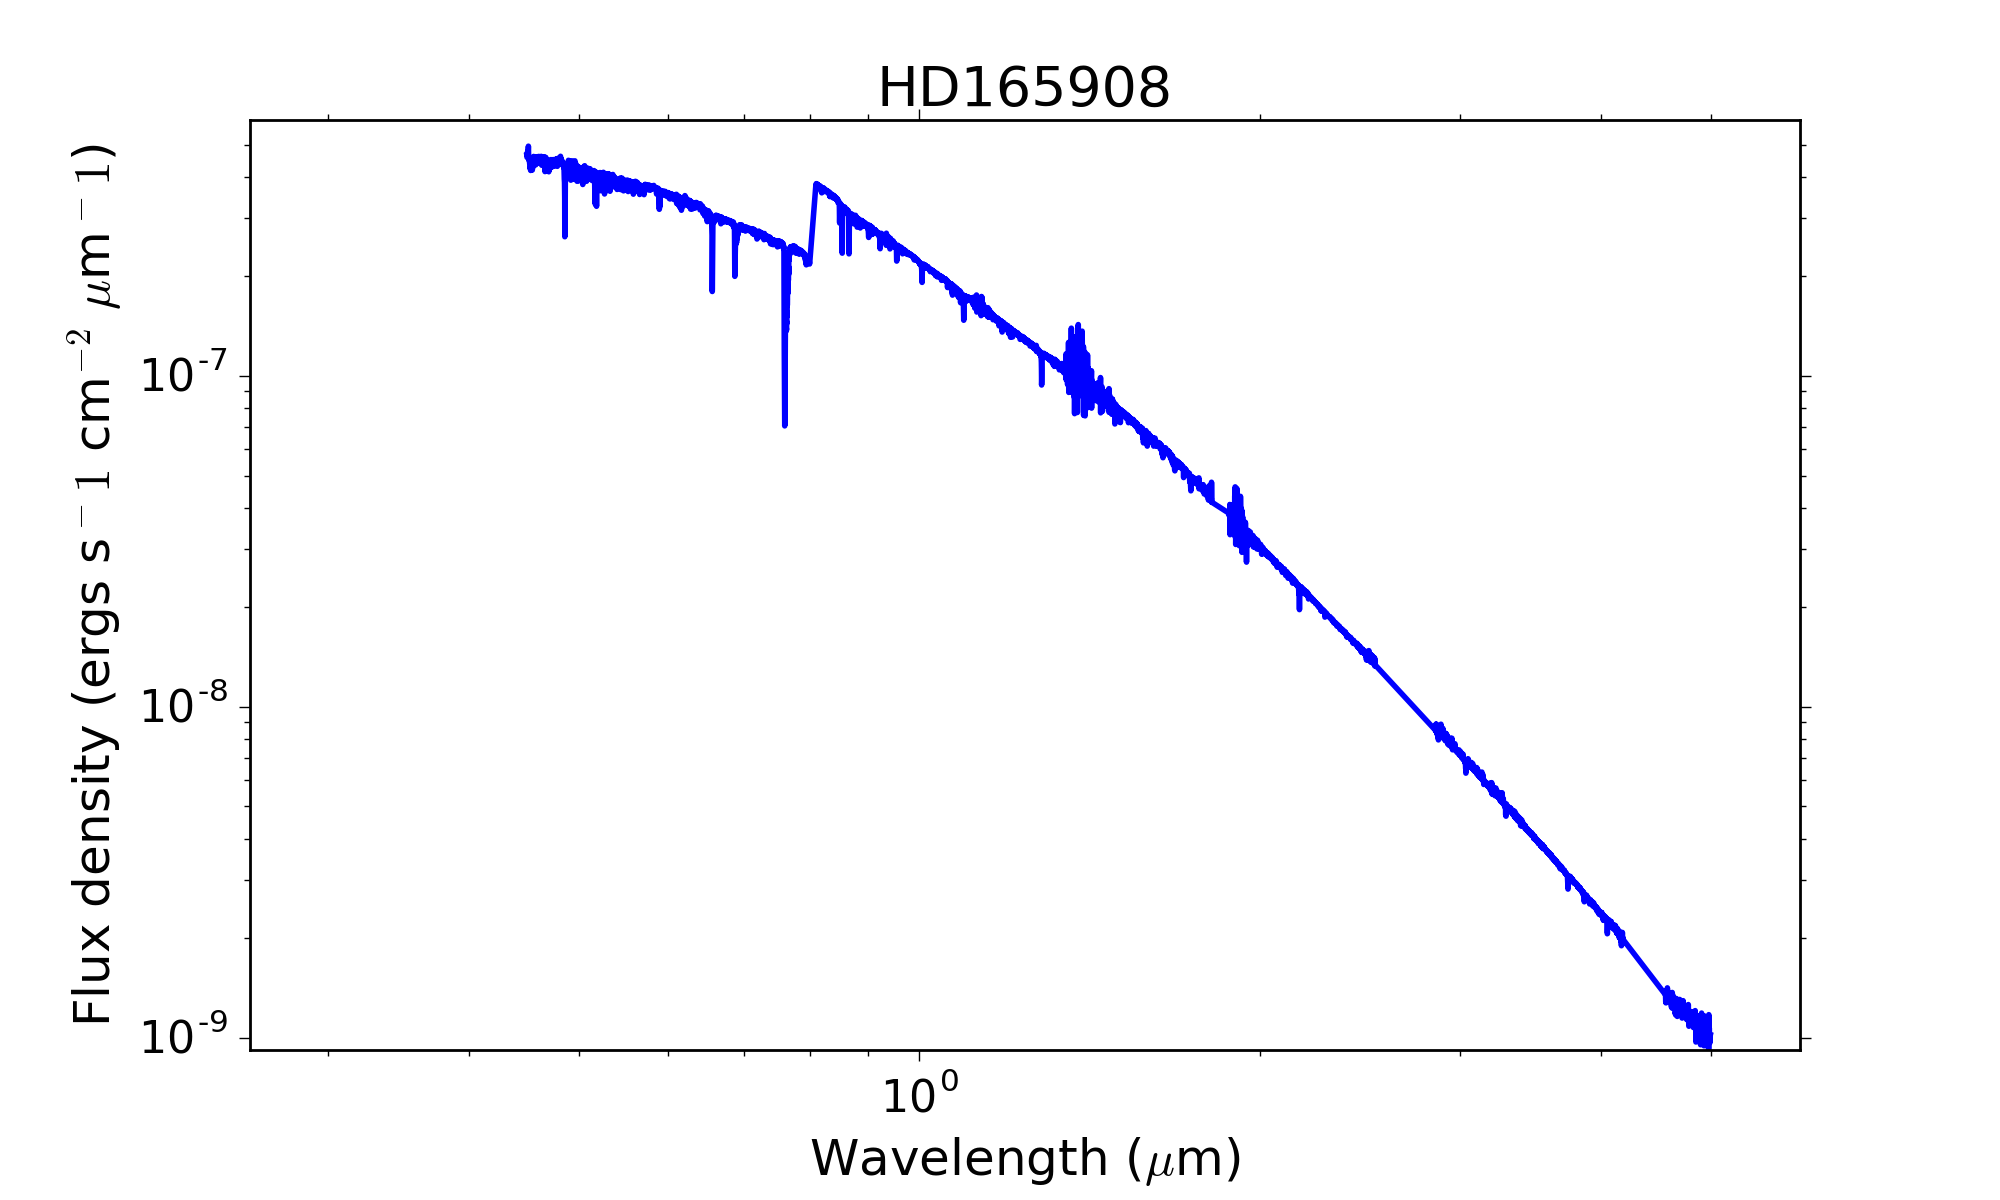 HD165908
Flux density (ergs s − 1 cm⁻² μm − 1)
10⁻⁷
10⁻⁸
10⁻⁹
10⁰
Wavelength (μm)